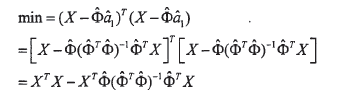 min = (X − Φ̂â₁)ᵀ(X − Φ̂â₁)
= [X − Φ̂(Φ̂ᵀΦ̂)⁻¹Φ̂ᵀX]ᵀ[X − Φ̂(Φ̂ᵀΦ̂)⁻¹Φ̂ᵀX]
= XᵀX − XᵀΦ̂(Φ̂ᵀΦ̂)⁻¹Φ̂ᵀX